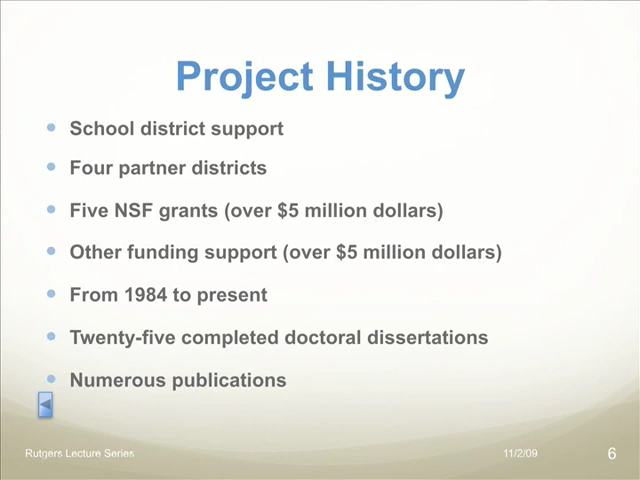 Project History
School district support
Four partner districts
Five NSF grants (over $5 million dollars)
Other funding support (over $5 million dollars)
From 1984 to present
Twenty-five completed doctoral dissertations
Numerous publications
Rutgers Lecture Series
11/2/09
6